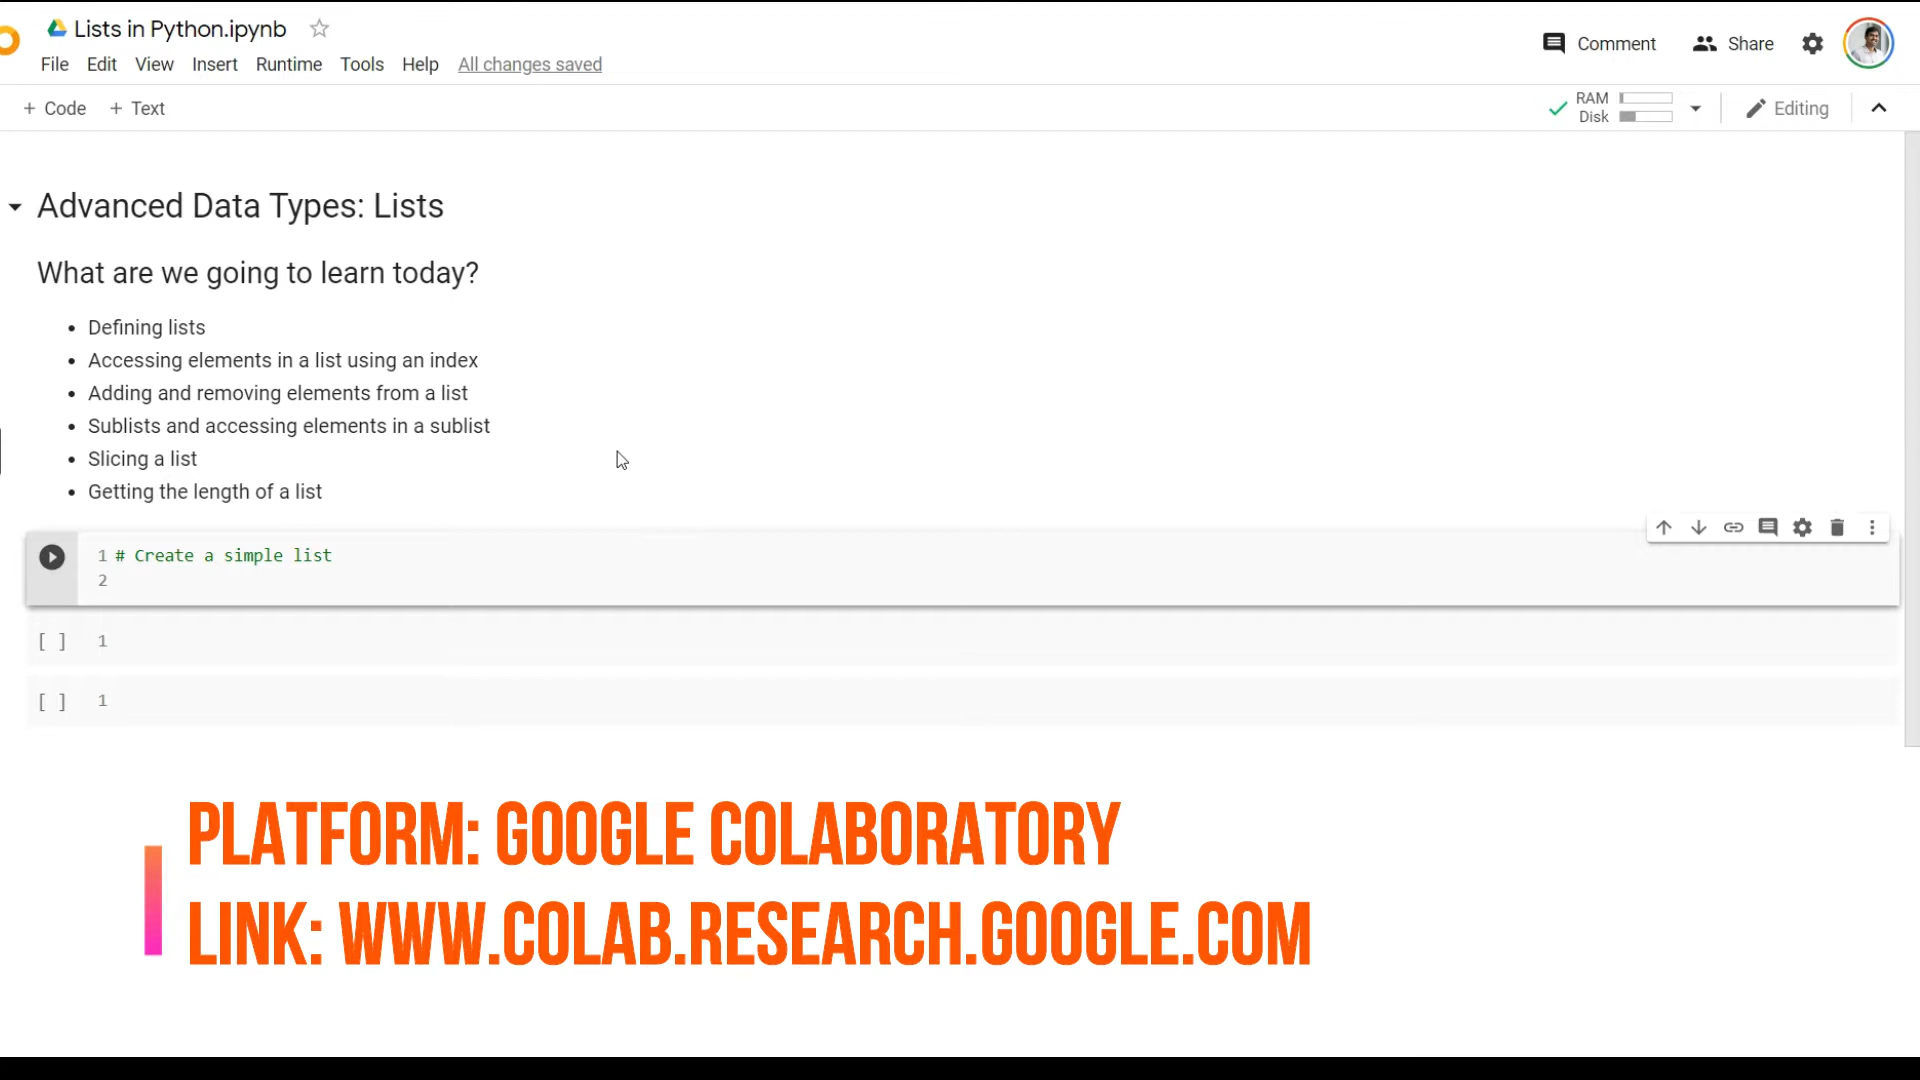 Lists in Python.ipynb
File Edit View Insert Runtime Tools Help All changes saved
Comment Share
+ Code + Text
RAM
Disk
Editing
Advanced Data Types: Lists
What are we going to learn today?
• Defining lists
• Accessing elements in a list using an index
• Adding and removing elements from a list
• Sublists and accessing elements in a sublist
• Slicing a list
• Getting the length of a list
1 # Create a simple list
2
[ ] 1
[ ] 1
PLATFORM: GOOGLE COLABORATORY
LINK: WWW.COLAB.RESEARCH.GOOGLE.COM